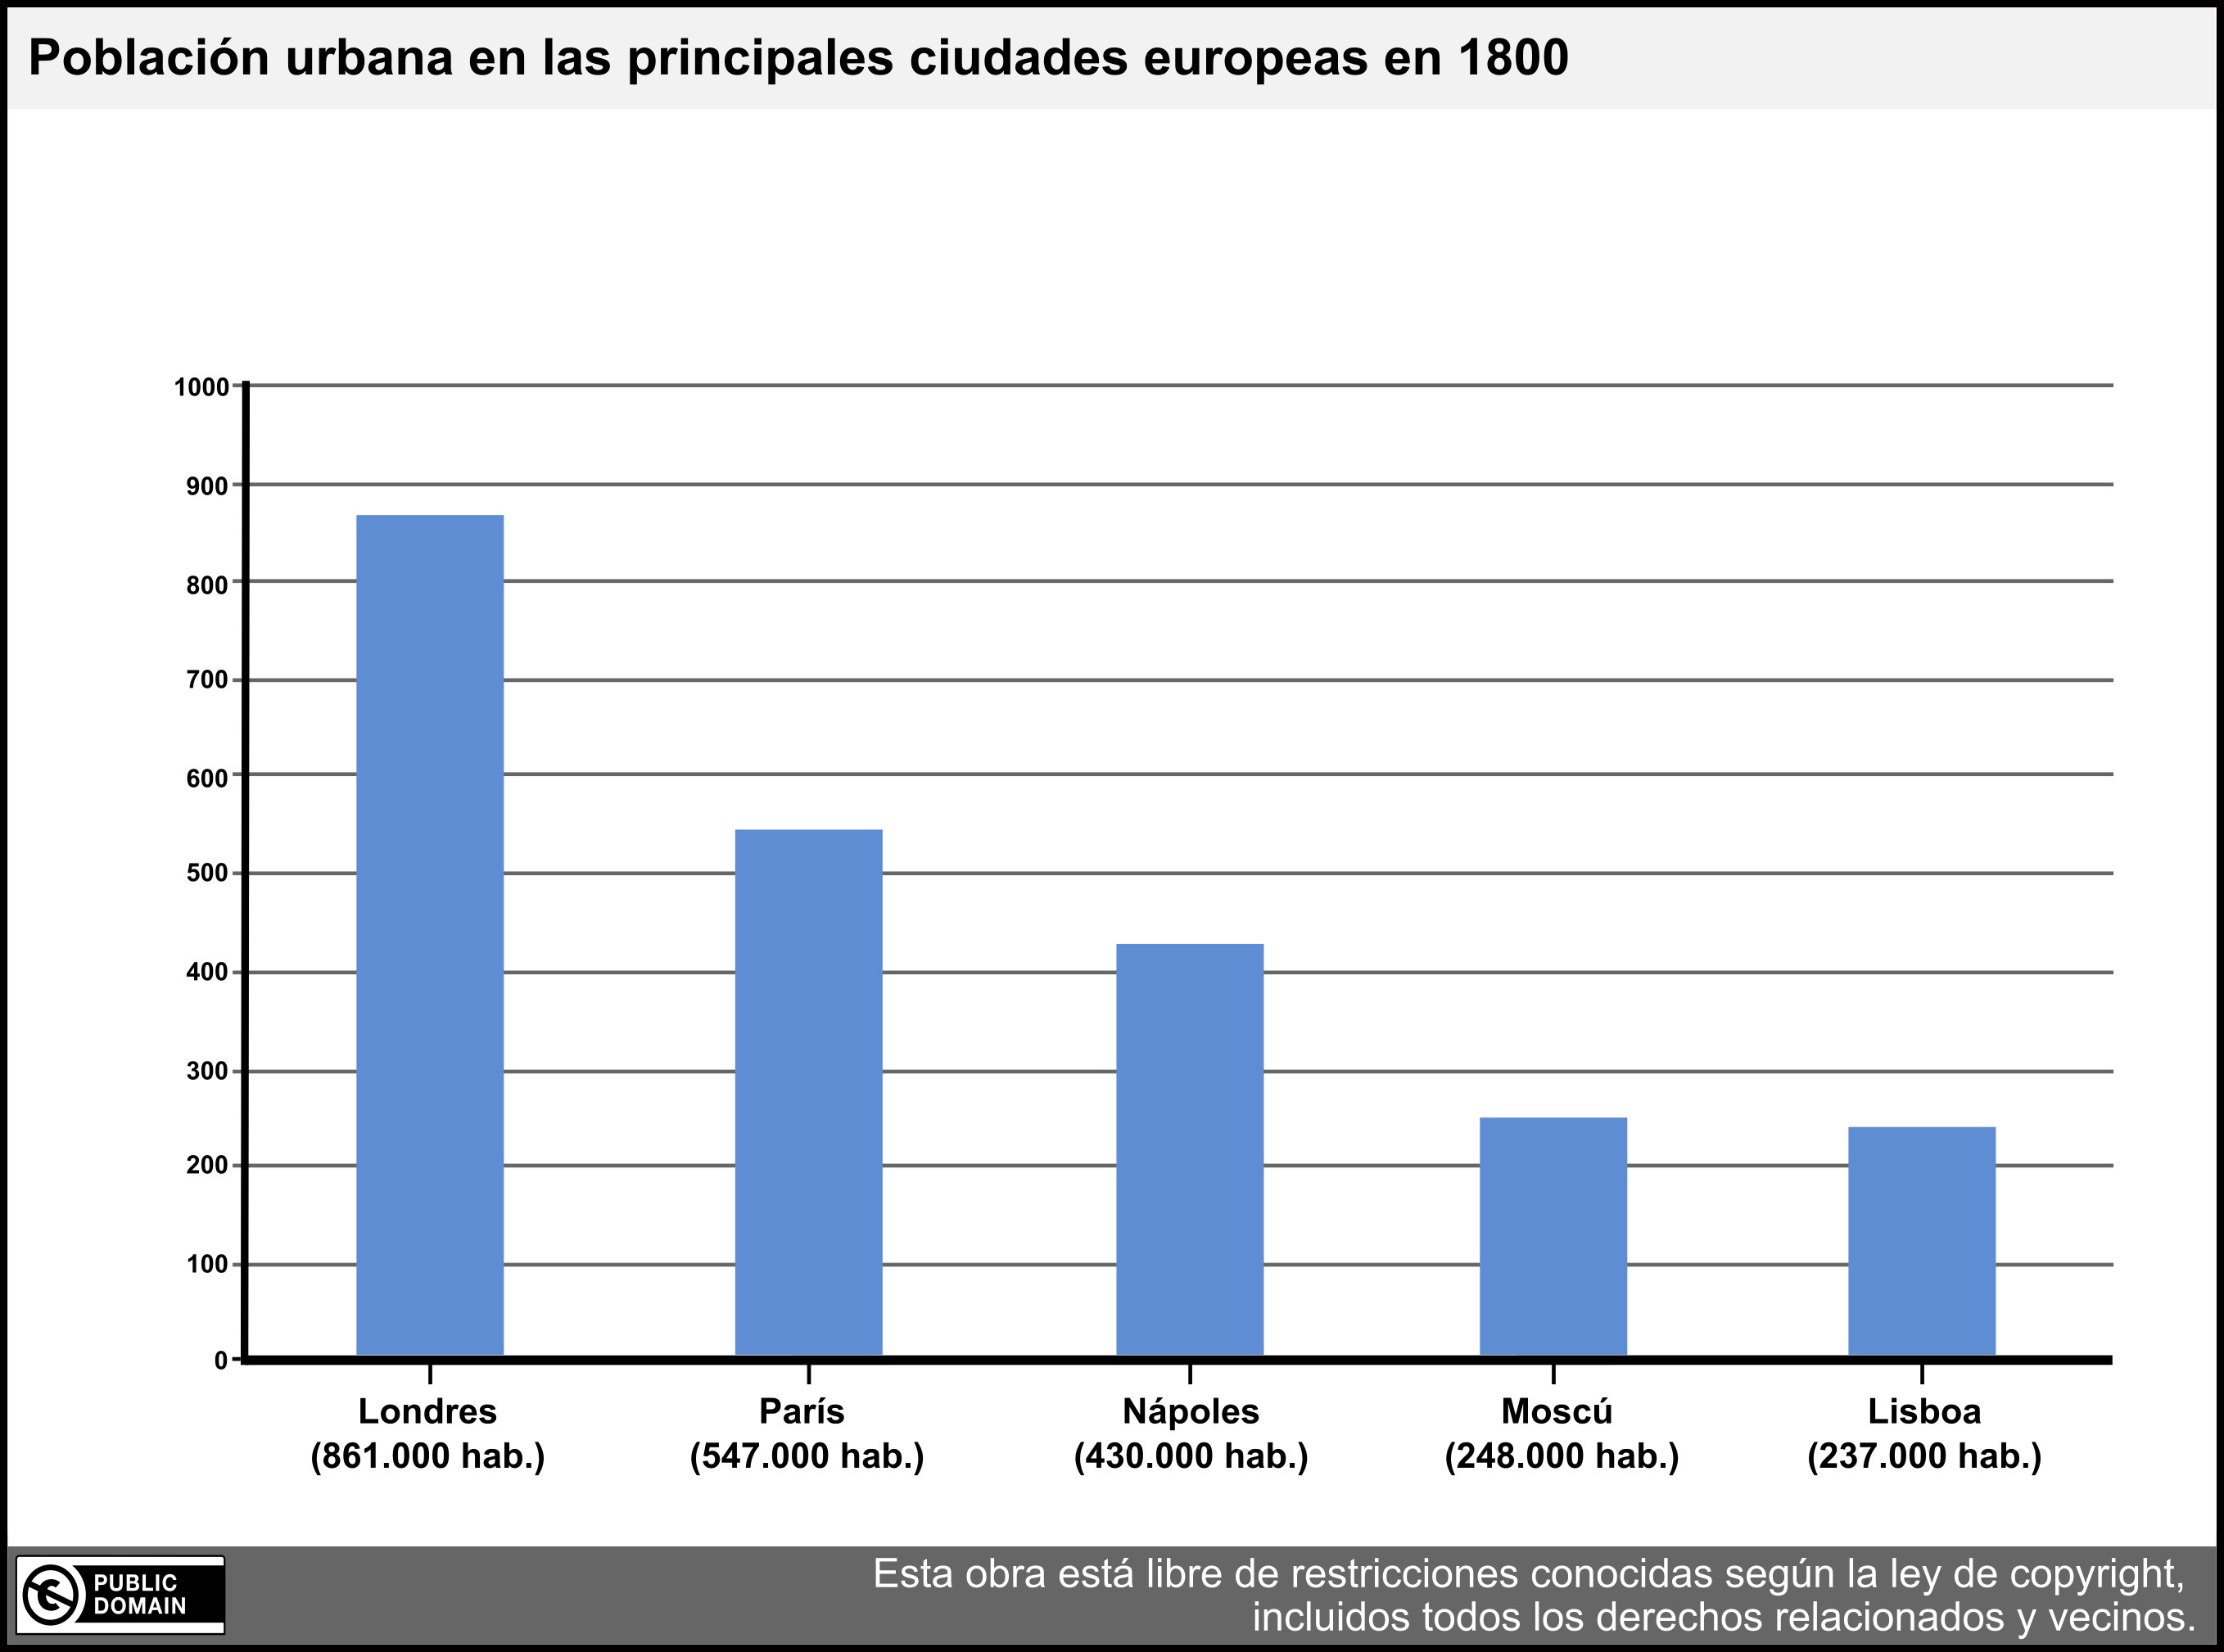 Población urbana en las principales ciudades europeas en 1800
1000
900
800
700
600
500
400
300
200
100
0
Londres
(861.000 hab.)
París
(547.000 hab.)
Nápoles
(430.000 hab.)
Moscú
(248.000 hab.)
Lisboa
(237.000 hab.)
PUBLIC
DOMAIN
Esta obra está libre de restricciones conocidas según la ley de copyright,
incluidos todos los derechos relacionados y vecinos.